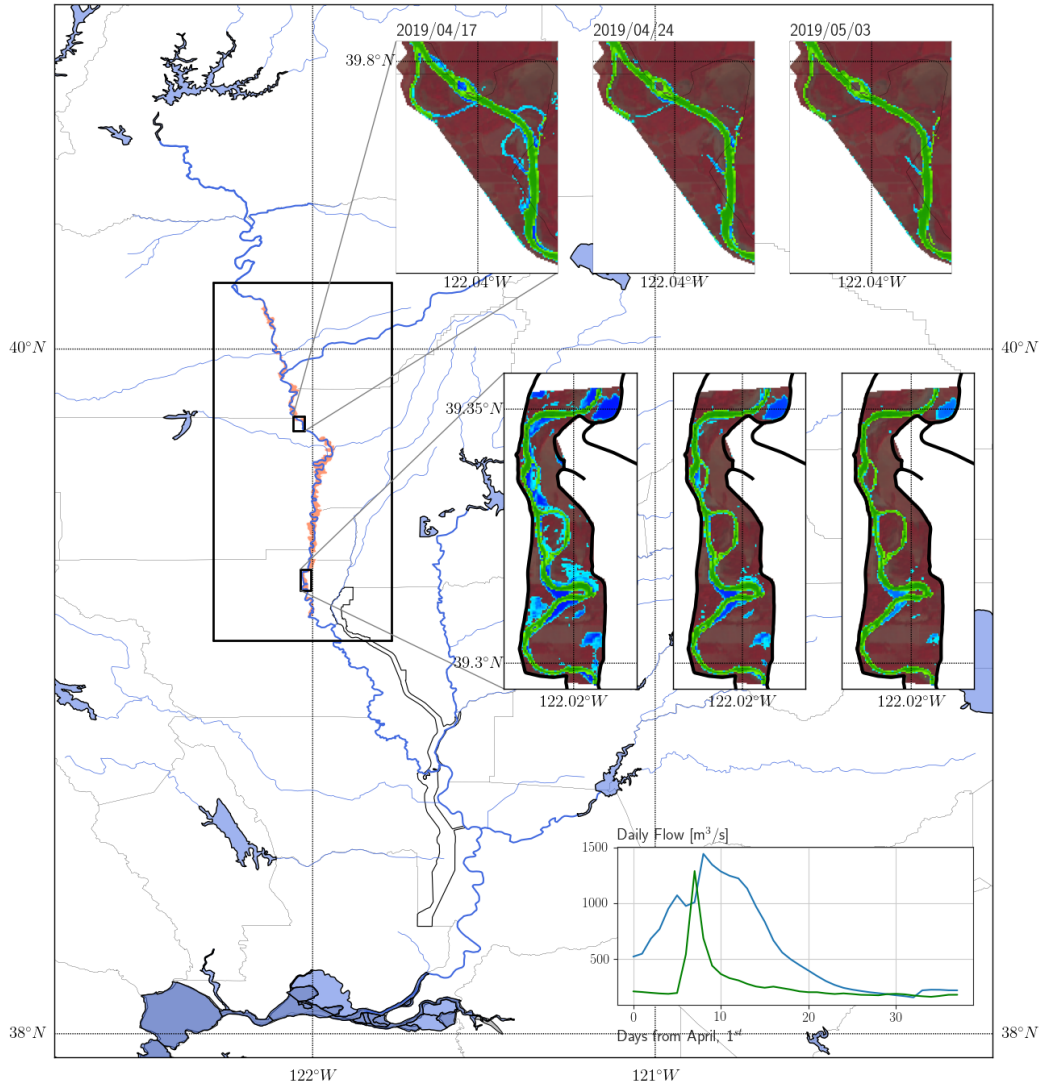 2019/04/17 2019/04/24 2019/05/03
39.8°N
122.04°W 122.04°W 122.04°W
40°N 40°N
39.35°N
39.3°N
122.02°W 122.02°W 122.02°W
Daily Flow [m³/s]
1500
1000
500
0 10 20 30
Days from April, 1ˢᵗ
38°N 38°N
122°W 121°W